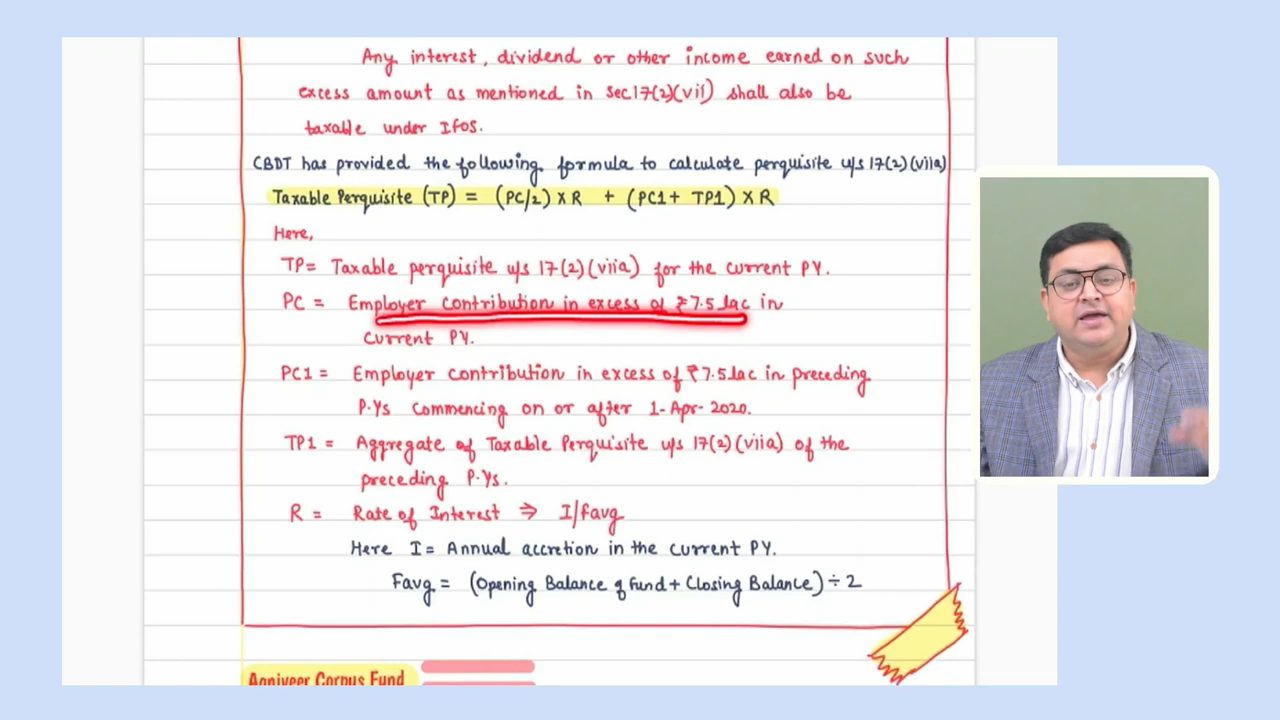 Any interest, dividend or other income earned on such
excess amount as mentioned in Sec 17(2)(vii) shall also be
taxable under IFOS.
CBDT has provided the following formula to calculate perquisite u/s 17(2)(viia)
Taxable Perquisite (TP) = (PC/2) X R + (PC1 + TP1) X R
Here,
TP = Taxable perquisite u/s 17(2)(viia) for the current PY.
PC = Employer contribution in excess of ₹7.5 lac in
current PY.
PC1 = Employer contribution in excess of ₹7.5 lac in preceding
P.Ys commencing on or after 1-Apr-2020.
TP1 = Aggregate of Taxable Perquisite u/s 17(2)(viia) of the
preceding P.Ys.
R = Rate of Interest ⇒ I/favg
Here I = Annual accretion in the current PY.
Favg = (Opening Balance of Fund + Closing Balance) ÷ 2
Agniveer Corpus Fund